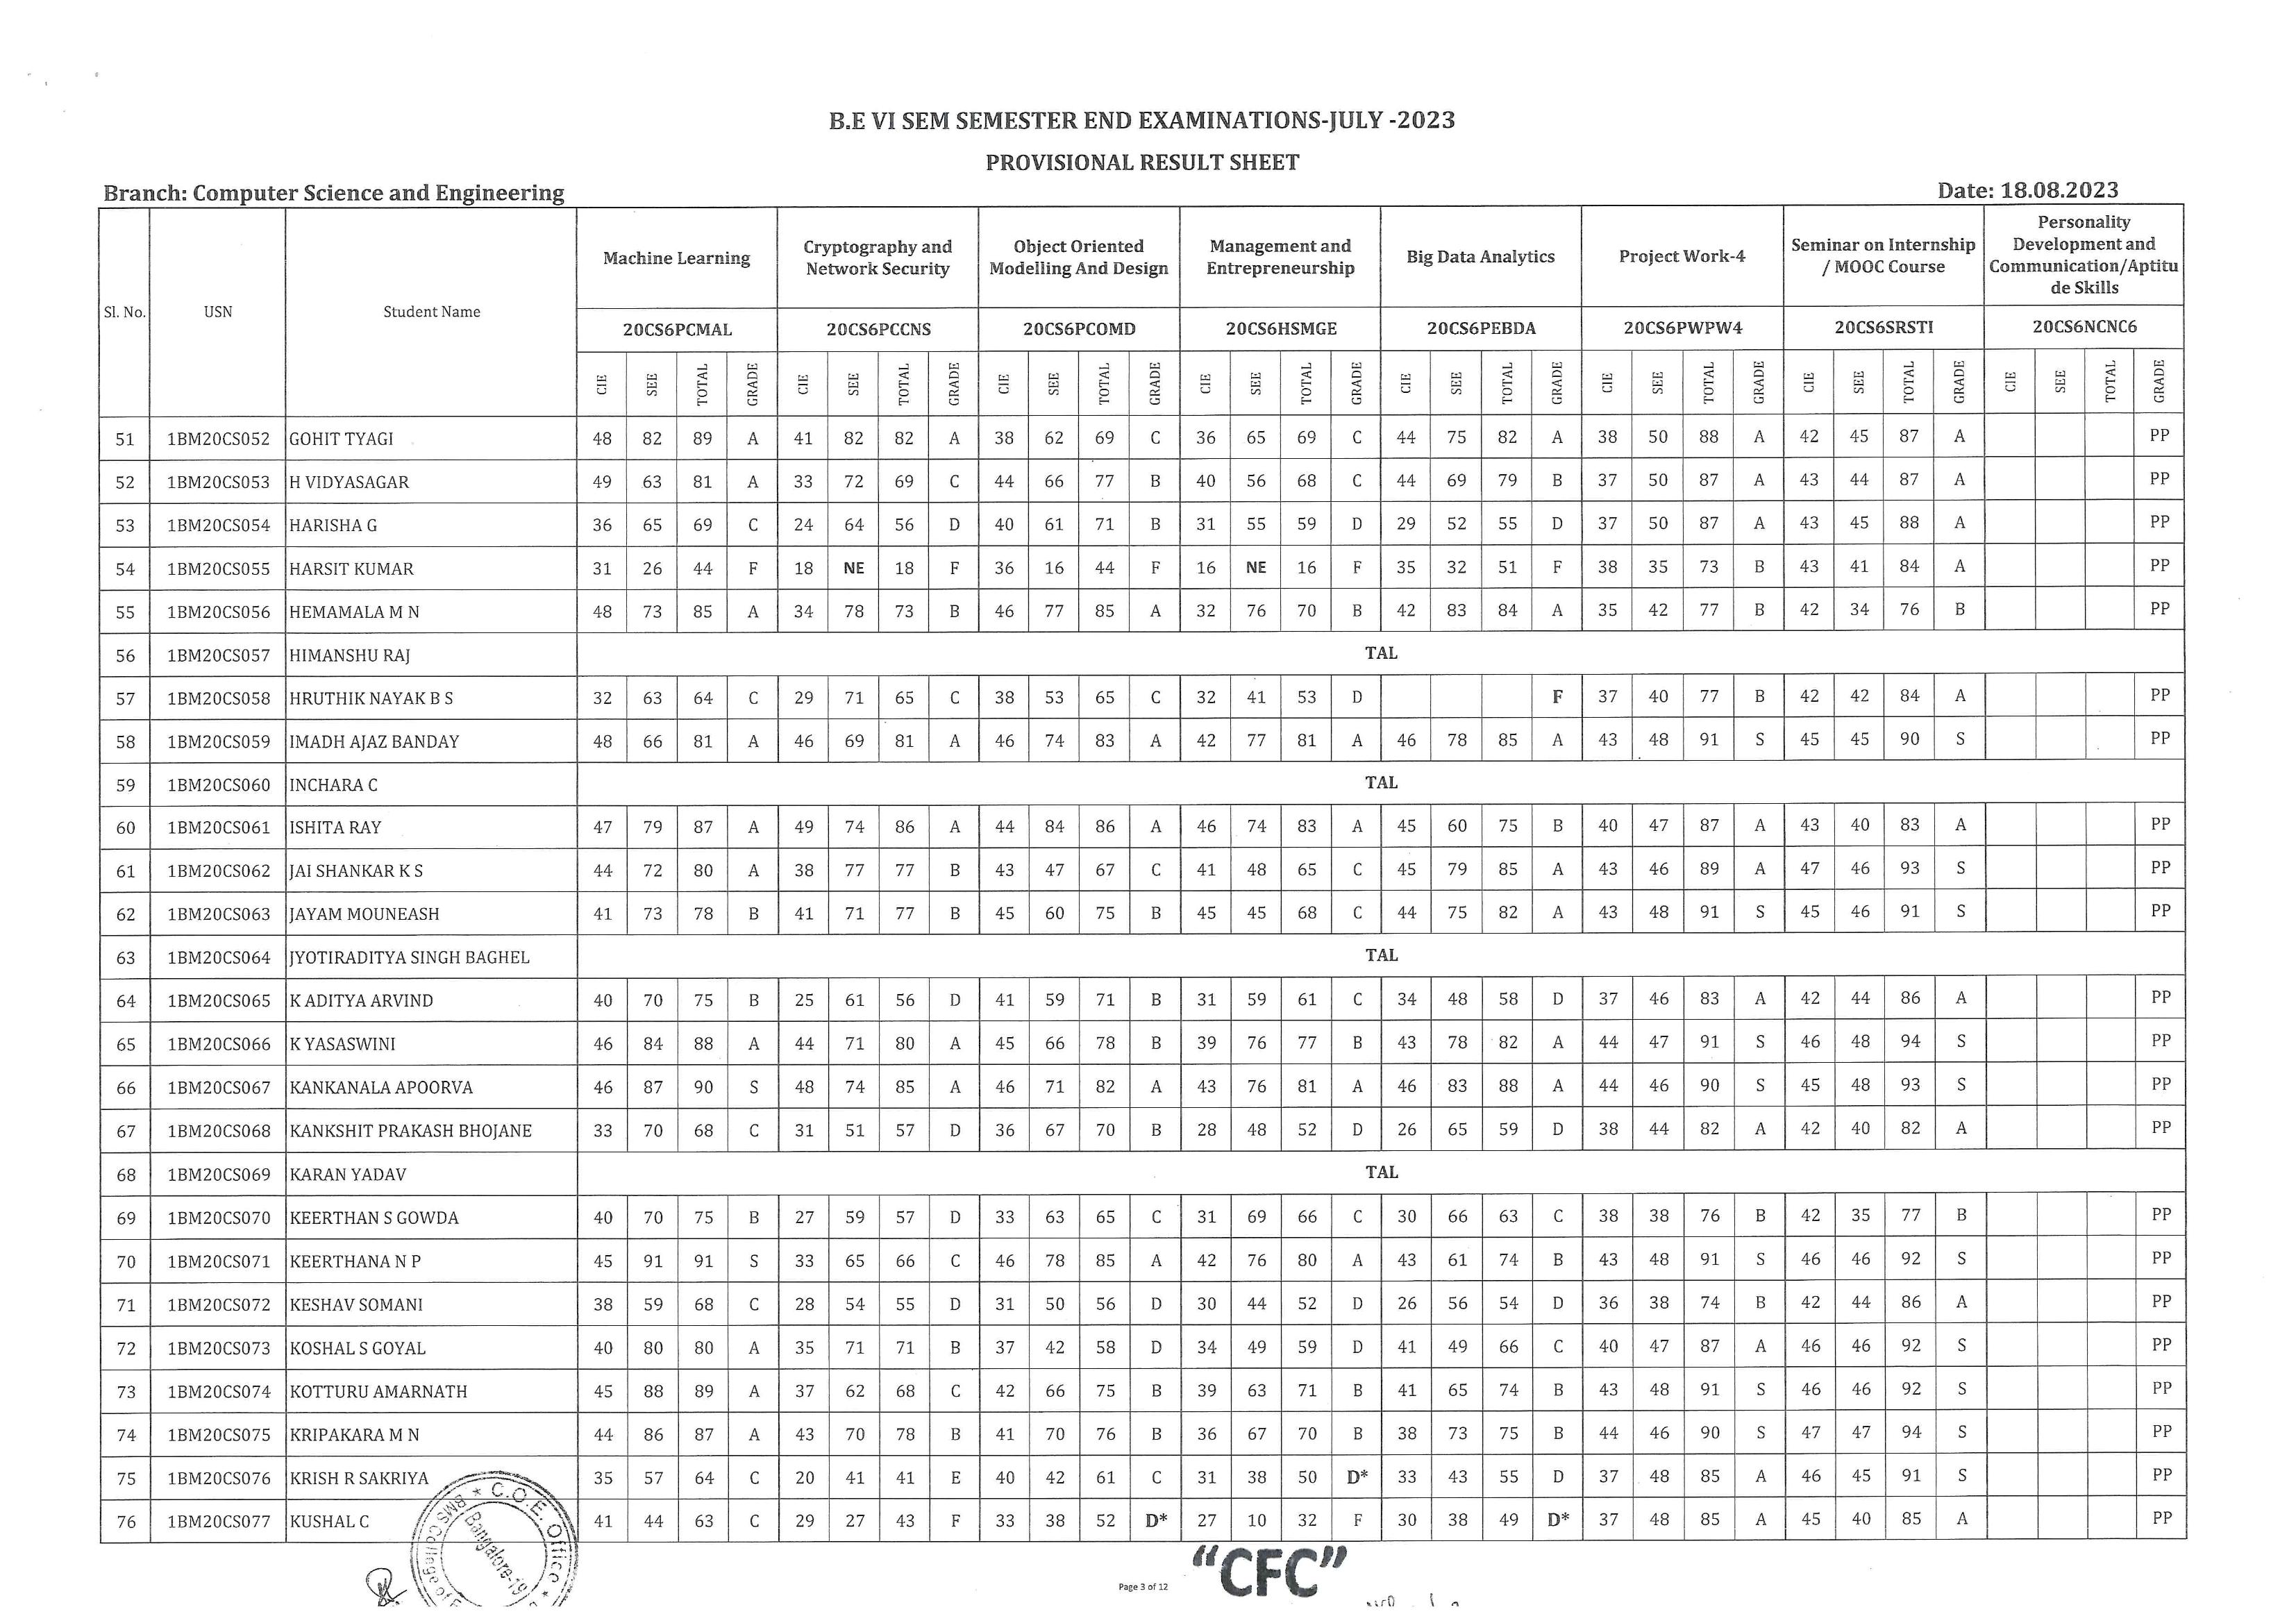 B.E VI SEM SEMESTER END EXAMINATIONS-JULY -2023
PROVISIONAL RESULT SHEET
Branch: Computer Science and Engineering Date: 18.08.2023
Sl. No. USN Student Name Machine Learning Cryptography and Network Security Object Oriented Modelling And Design Management and Entrepreneurship Big Data Analytics Project Work-4 Seminar on Internship / MOOC Course Personality Development and Communication/Aptitu de Skills
20CS6PCMAL 20CS6PCCNS 20CS6PCOMD 20CS6HSMGE 20CS6PEBDA 20CS6PWPW4 20CS6SRSTI 20CS6NCNC6
CIE SEE TOTAL GRADE CIE SEE TOTAL GRADE CIE SEE TOTAL GRADE CIE SEE TOTAL GRADE CIE SEE TOTAL GRADE CIE SEE TOTAL GRADE CIE SEE TOTAL GRADE CIE SEE TOTAL GRADE
51 1BM20CS052 GOHIT TYAGI 48 82 89 A 41 82 82 A 38 62 69 C 36 65 69 C 44 75 82 A 38 50 88 A 42 45 87 A PP
52 1BM20CS053 H VIDYASAGAR 49 63 81 A 33 72 69 C 44 66 77 B 40 56 68 C 44 69 79 B 37 50 87 A 43 44 87 A PP
53 1BM20CS054 HARISHA G 36 65 69 C 24 64 56 D 40 61 71 B 31 55 59 D 29 52 55 D 37 50 87 A 43 45 88 A PP
54 1BM20CS055 HARSIT KUMAR 31 26 44 F 18 NE 18 F 36 16 44 F 16 NE 16 F 35 32 51 F 38 35 73 B 43 41 84 A PP
55 1BM20CS056 HEMAMALA M N 48 73 85 A 34 78 73 B 46 77 85 A 32 76 70 B 42 83 84 A 35 42 77 B 42 34 76 B PP
56 1BM20CS057 HIMANSHU RAJ TAL
57 1BM20CS058 HRUTHIK NAYAK B S 32 63 64 C 29 71 65 C 38 53 65 C 32 41 53 D F 37 40 77 B 42 42 84 A PP
58 1BM20CS059 IMADH AJAZ BANDAY 48 66 81 A 46 69 81 A 46 74 83 A 42 77 81 A 46 78 85 A 43 48 91 S 45 45 90 S PP
59 1BM20CS060 INCHARA C TAL
60 1BM20CS061 ISHITA RAY 47 79 87 A 49 74 86 A 44 84 86 A 46 74 83 A 45 60 75 B 40 47 87 A 43 40 83 A PP
61 1BM20CS062 JAI SHANKAR K S 44 72 80 A 38 77 77 B 43 47 67 C 41 48 65 C 45 79 85 A 43 46 89 A 47 46 93 S PP
62 1BM20CS063 JAYAM MOUNEASH 41 73 78 B 41 71 77 B 45 60 75 B 45 45 68 C 44 75 82 A 43 48 91 S 45 46 91 S PP
63 1BM20CS064 JYOTIRADITYA SINGH BAGHEL TAL
64 1BM20CS065 K ADITYA ARVIND 40 70 75 B 25 61 56 D 41 59 71 B 31 59 61 C 34 48 58 D 37 46 83 A 42 44 86 A PP
65 1BM20CS066 K YASASWINI 46 84 88 A 44 71 80 A 45 66 78 B 39 76 77 B 43 78 82 A 44 47 91 S 46 48 94 S PP
66 1BM20CS067 KANKANALA APOORVA 46 87 90 S 48 74 85 A 46 71 82 A 43 76 81 A 46 83 88 A 44 46 90 S 45 48 93 S PP
67 1BM20CS068 KANKSHIT PRAKASH BHOJANE 33 70 68 C 31 51 57 D 36 67 70 B 28 48 52 D 26 65 59 D 38 44 82 A 42 40 82 A PP
68 1BM20CS069 KARAN YADAV TAL
69 1BM20CS070 KEERTHAN S GOWDA 40 70 75 B 27 59 57 D 33 63 65 C 31 69 66 C 30 66 63 C 38 38 76 B 42 35 77 B PP
70 1BM20CS071 KEERTHANA N P 45 91 91 S 33 65 66 C 46 78 85 A 42 76 80 A 43 61 74 B 43 48 91 S 46 46 92 S PP
71 1BM20CS072 KESHAV SOMANI 38 59 68 C 28 54 55 D 31 50 56 D 30 44 52 D 26 56 54 D 36 38 74 B 42 44 86 A PP
72 1BM20CS073 KOSHAL S GOYAL 40 80 80 A 35 71 71 B 37 42 58 D 34 49 59 D 41 49 66 C 40 47 87 A 46 46 92 S PP
73 1BM20CS074 KOTTURU AMARNATH 45 88 89 A 37 62 68 C 42 66 75 B 39 63 71 B 41 65 74 B 43 48 91 S 46 46 92 S PP
74 1BM20CS075 KRIPAKARA M N 44 86 87 A 43 70 78 B 41 70 76 B 36 67 70 B 38 73 75 B 44 46 90 S 47 47 94 S PP
75 1BM20CS076 KRISH R SAKRIYA 35 57 64 C 20 41 41 E 40 42 61 C 31 38 50 D* 33 43 55 D 37 48 85 A 46 45 91 S PP
76 1BM20CS077 KUSHAL C 41 44 63 C 29 27 43 F 33 38 52 D* 27 10 32 F 30 38 49 D* 37 48 85 A 45 40 85 A PP
* C.O.E. Office *
BMS College of
Bangalore-19
Page 3 of 12
“CFC”